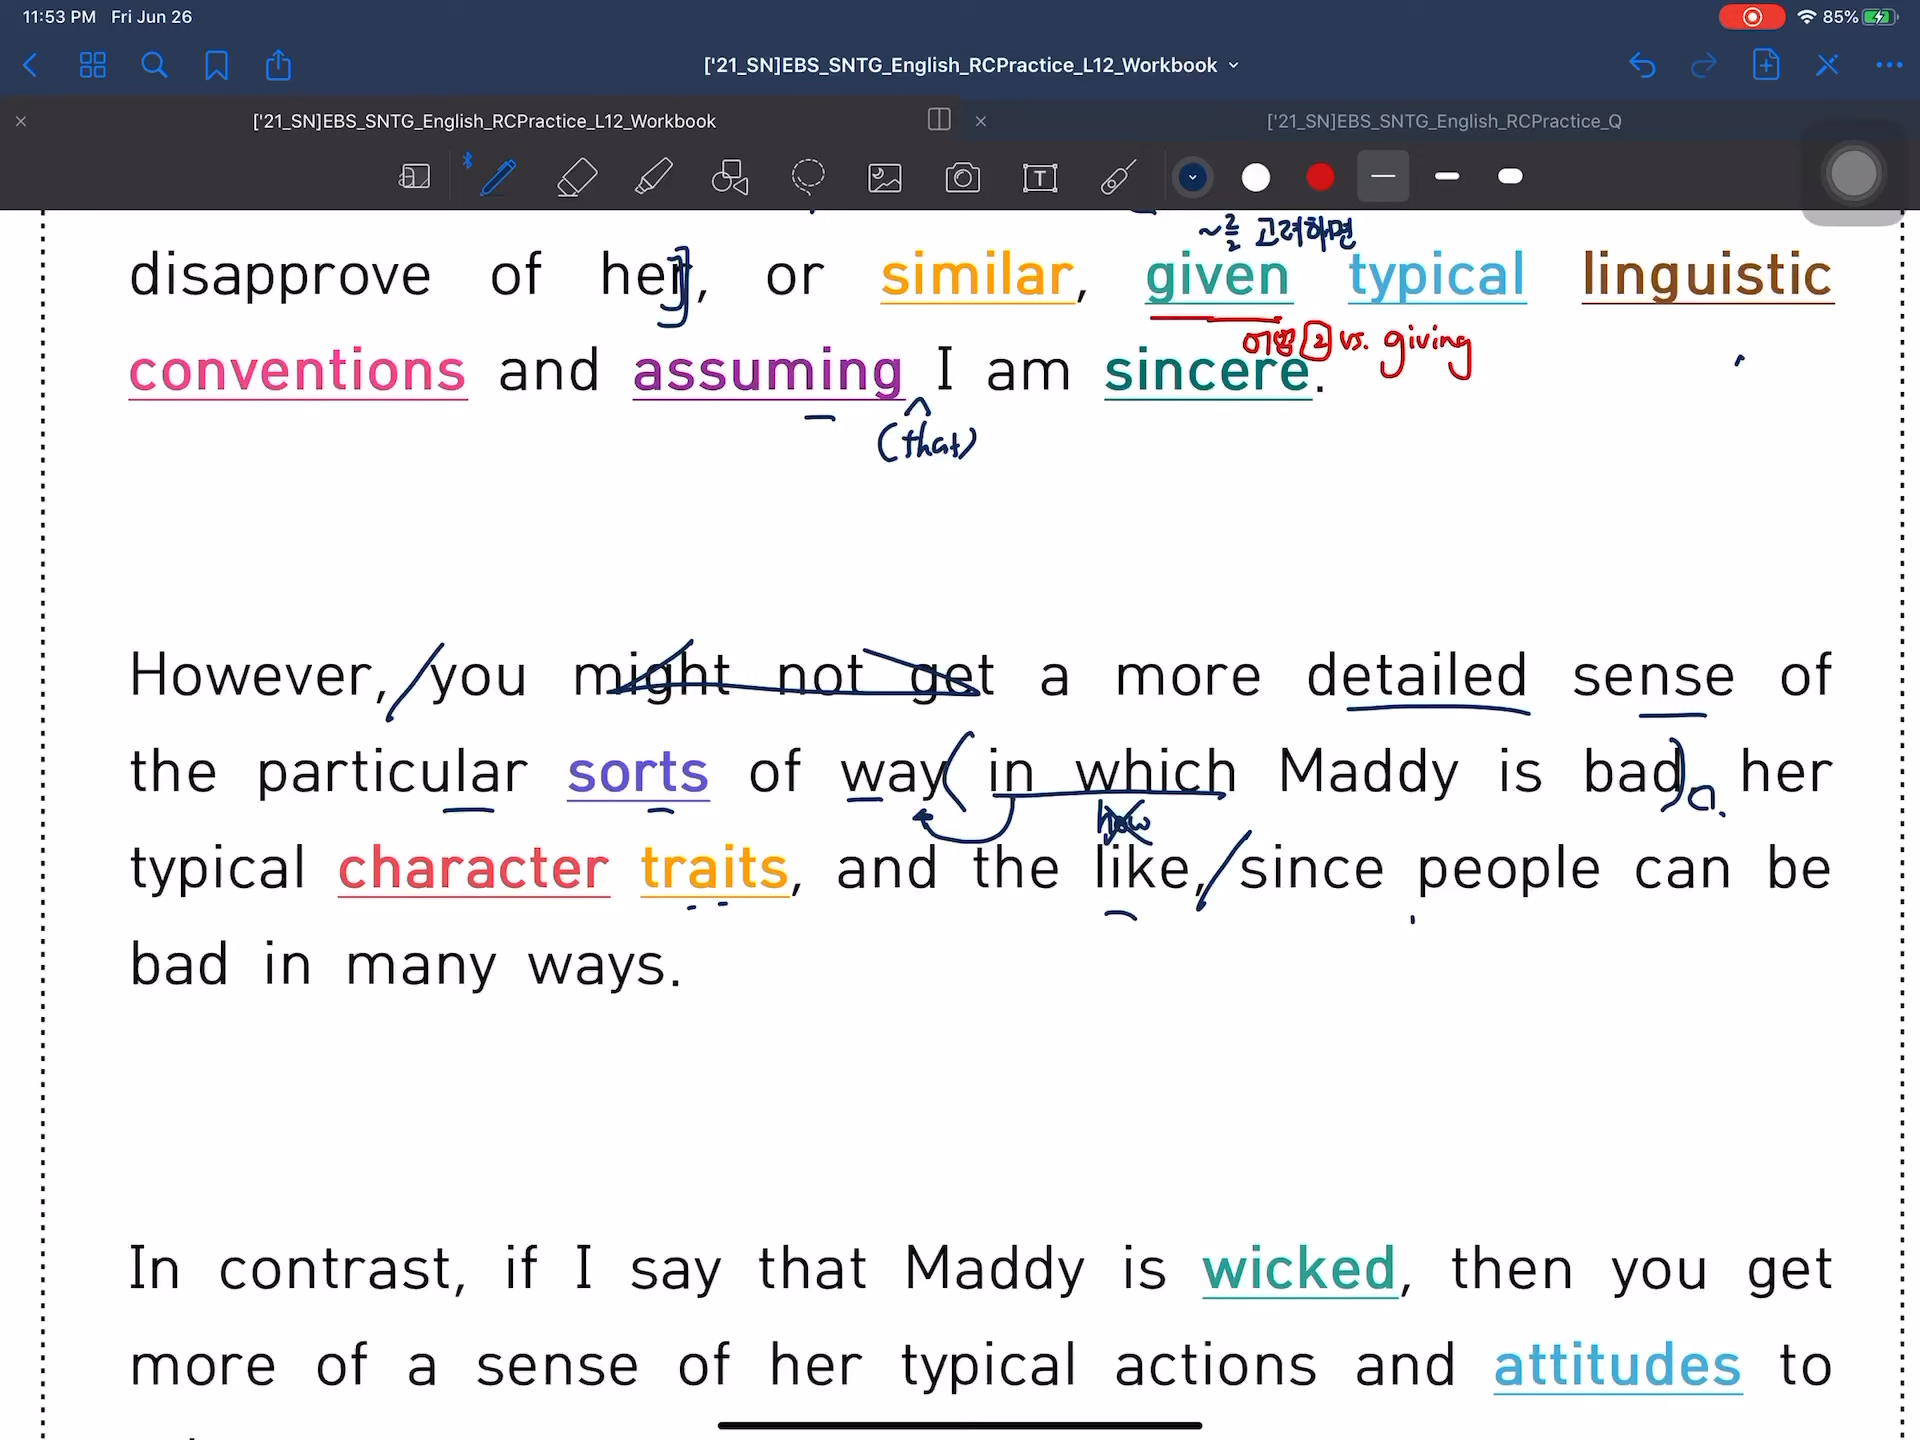 11:53 PM Fri Jun 26
85%
['21_SN]EBS_SNTG_English_RCPractice_L12_Workbook
['21_SN]EBS_SNTG_English_RCPractice_L12_Workbook
['21_SN]EBS_SNTG_English_RCPractice_Q
~를 고려하면
disapprove of her], or similar, given typical linguistic
어법 2 vs. giving
conventions and assuming I am sincere.
(that)
However, you might not get a more detailed sense of
the particular sorts of way (in which Maddy is bad), her
how
typical character traits, and the like, since people can be
bad in many ways.
In contrast, if I say that Maddy is wicked, then you get
more of a sense of her typical actions and attitudes to